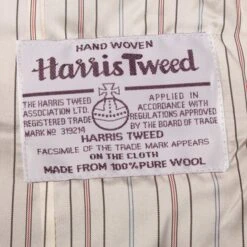 HAND WOVEN
Harris Tweed
THE HARRIS TWEED
ASSOCIATION LTD.
REGISTERED TRADE
MARK No 319214
APPLIED IN
ACCORDANCE WITH
REGULATIONS APPROVED
BY THE BOARD OF TRADE
HARRIS TWEED
FACSIMILE OF THE TRADE MARK APPEARS
ON THE CLOTH
MADE FROM 100% PURE WOOL